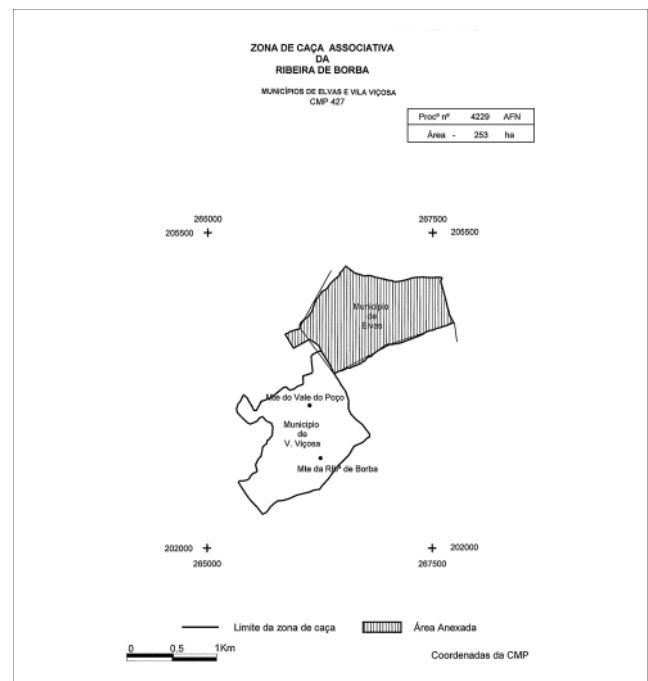 ZONA DE CAÇA ASSOCIATIVA
DA
RIBEIRA DE BORBA
MUNICÍPIOS DE ELVAS E VILA VIÇOSA
CMP 427
Procº nº 4229 AFN
Área - 253 ha
265000 267500
205500 205500
Município
de
Elvas
Mte do Vale do Poço
Município
de
V. Viçosa
Mte da Ribª de Borba
202000 202000
265000 267500
Limite da zona de caça Área Anexada
0 0,5 1Km
Coordenadas da CMP